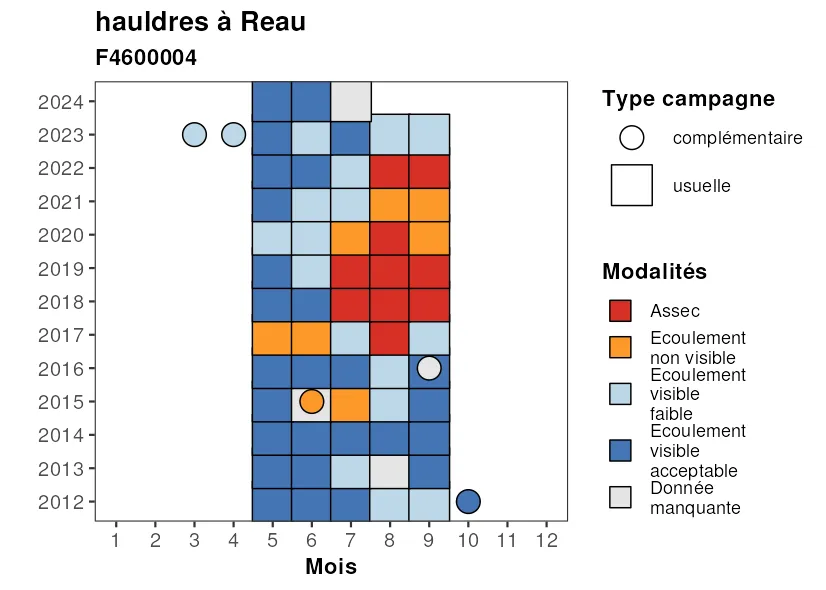 hauldres à Reau
F4600004
2024
2023
2022
2021
2020
2019
2018
2017
2016
2015
2014
2013
2012
1 2 3 4 5 6 7 8 9 10 11 12
Mois
Type campagne
complémentaire
usuelle
Modalités
Assec
Ecoulement
non visible
Ecoulement
visible
faible
Ecoulement
visible
acceptable
Donnée
manquante